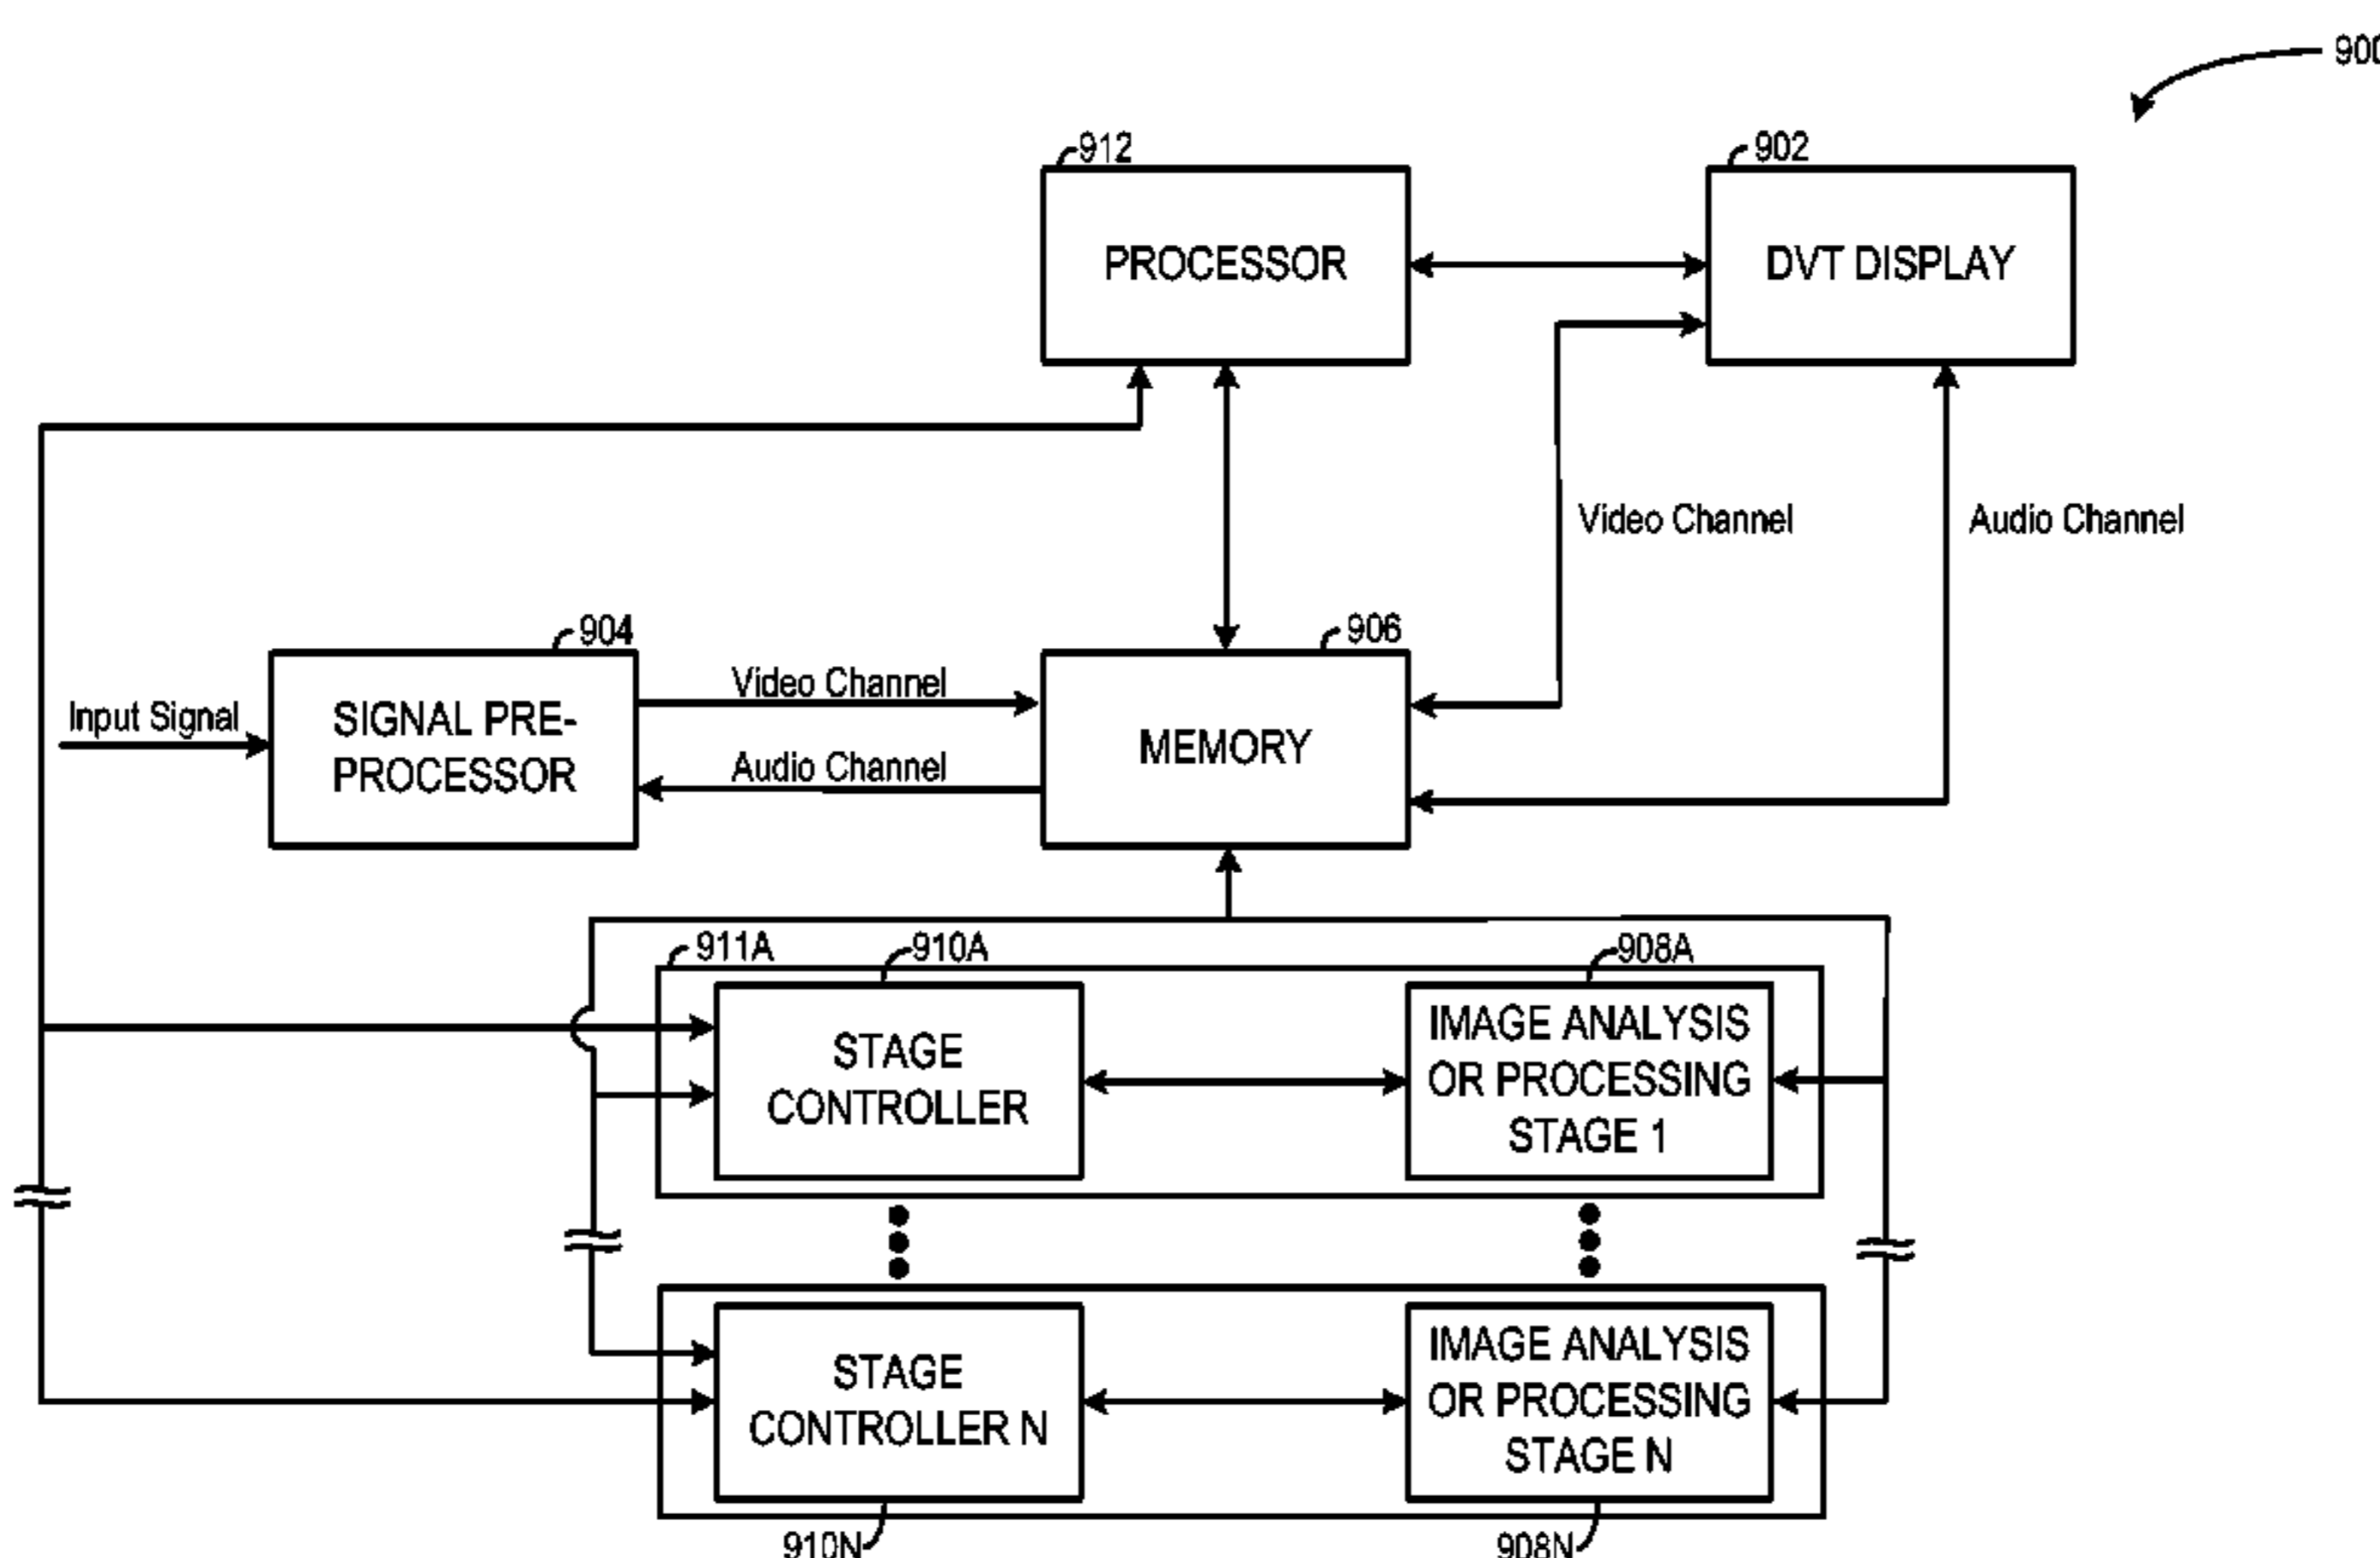 900
912
902
PROCESSOR
DVT DISPLAY
Video Channel
Audio Channel
904
906
Input Signal
SIGNAL PRE-
PROCESSOR
Video Channel
Audio Channel
MEMORY
911A
910A
908A
STAGE
CONTROLLER
IMAGE ANALYSIS
OR PROCESSING
STAGE 1
STAGE
CONTROLLER N
IMAGE ANALYSIS
OR PROCESSING
STAGE N
910N
908N